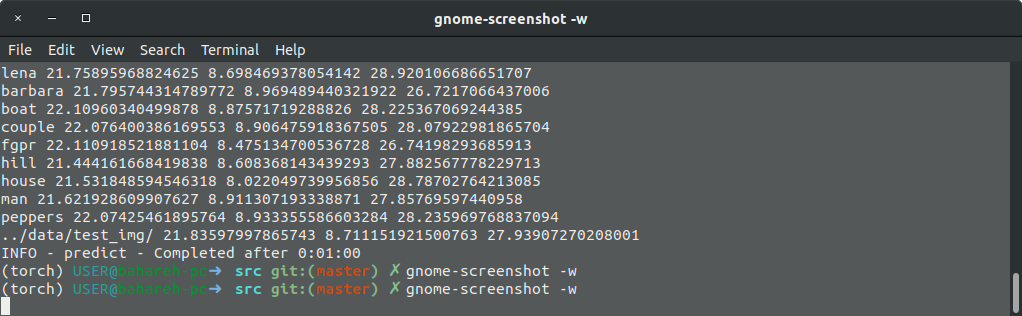 gnome-screenshot -w
File Edit View Search Terminal Help
lena 21.75895968824625 8.698469378054142 28.920106686651707
barbara 21.795744314789772 8.969489440321922 26.7217066437006
boat 22.10960340499878 8.87571719288826 28.225367069244385
couple 22.076400386169553 8.906475918367505 28.07922981865704
fgpr 22.110918521881104 8.475134700536728 26.74198293685913
hill 21.444161668419838 8.608368143439293 27.882567778229713
house 21.531848594546318 8.022049739956856 28.78702764213085
man 21.621928609907627 8.911307193338871 27.85769597440958
peppers 22.07425461895764 8.933355586603284 28.235969768837094
../data/test_img/ 21.83597997865743 8.711151921500763 27.93907270208001
INFO - predict - Completed after 0:01:00
(torch) USER@bahareh-pc➜ src git:(master) ✗ gnome-screenshot -w
(torch) USER@bahareh-pc➜ src git:(master) ✗ gnome-screenshot -w